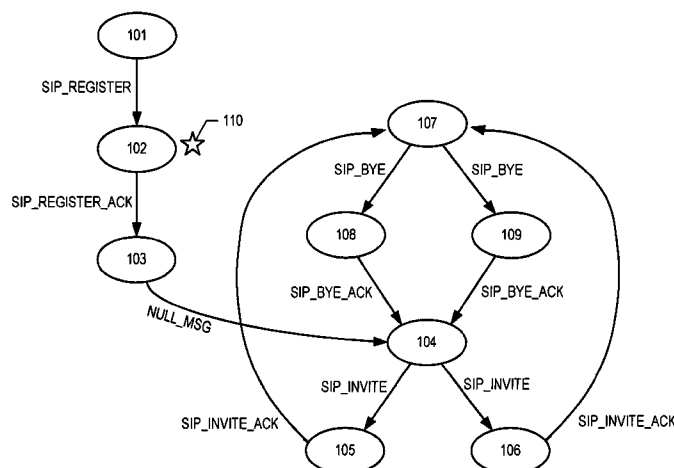 101
SIP_REGISTER
110
102
107
SIP_BYE
SIP_BYE
SIP_REGISTER_ACK
108
109
103
SIP_BYE_ACK
SIP_BYE_ACK
NULL_MSG
104
SIP_INVITE
SIP_INVITE
SIP_INVITE_ACK
SIP_INVITE_ACK
105
106